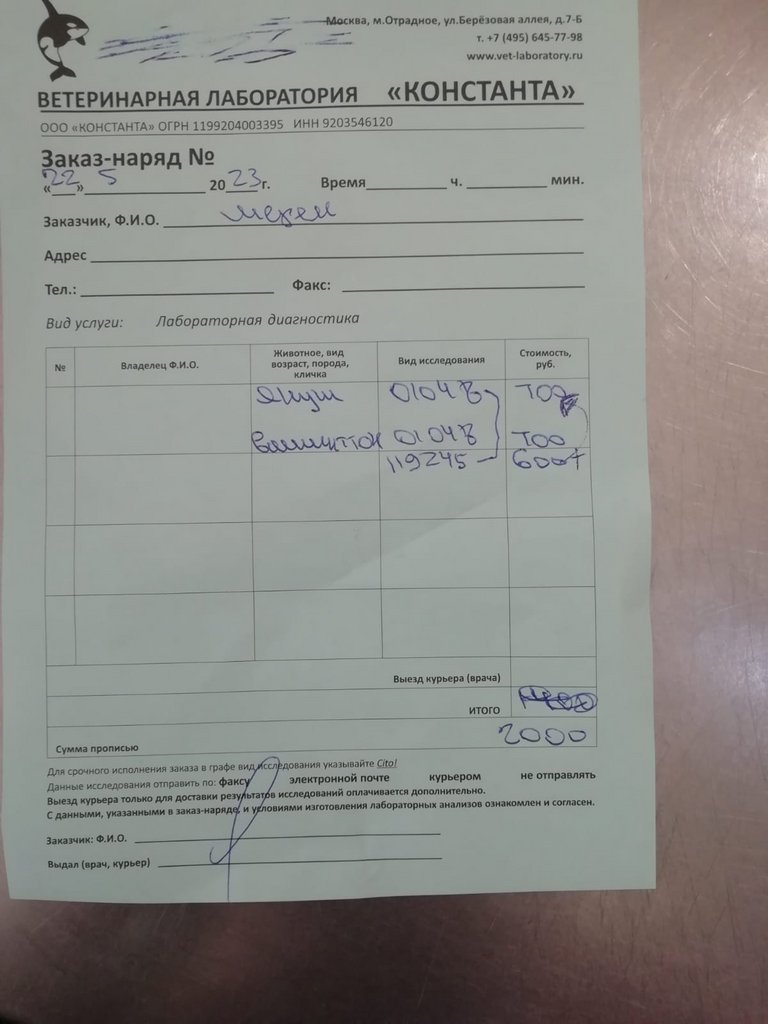 Москва, м.Отрадное, ул.Берёзовая аллея, д.7-Б
т. +7 (495) 645-77-98
www.vet-laboratory.ru
ВЕТЕРИНАРНАЯ ЛАБОРАТОРИЯ «КОНСТАНТА»
ООО «КОНСТАНТА» ОГРН 1199204003395 ИНН 9203546120
Заказ-наряд №
«22» 5 2023г. Время ч. мин.
Заказчик, Ф.И.О.
Адрес
Тел.: Факс:
Вид услуги: Лабораторная диагностика
№ Владелец Ф.И.О. Животное, вид возраст, порода, кличка Вид исследования Стоимость, руб.
Януш 0104В 700
Вашингтон 0104В 700
119245 600
Выезд курьера (врача)
ИТОГО
2000
Сумма прописью
Для срочного исполнения заказа в графе вид исследования указывайте Cito!
Данные исследования отправить по: факсу электронной почте курьером не отправлять
Выезд курьера только для доставки результатов исследований оплачивается дополнительно.
С данными, указанными в заказ-наряде, и условиями изготовления лабораторных анализов ознакомлен и согласен.
Заказчик: Ф.И.О.
Выдал (врач, курьер)